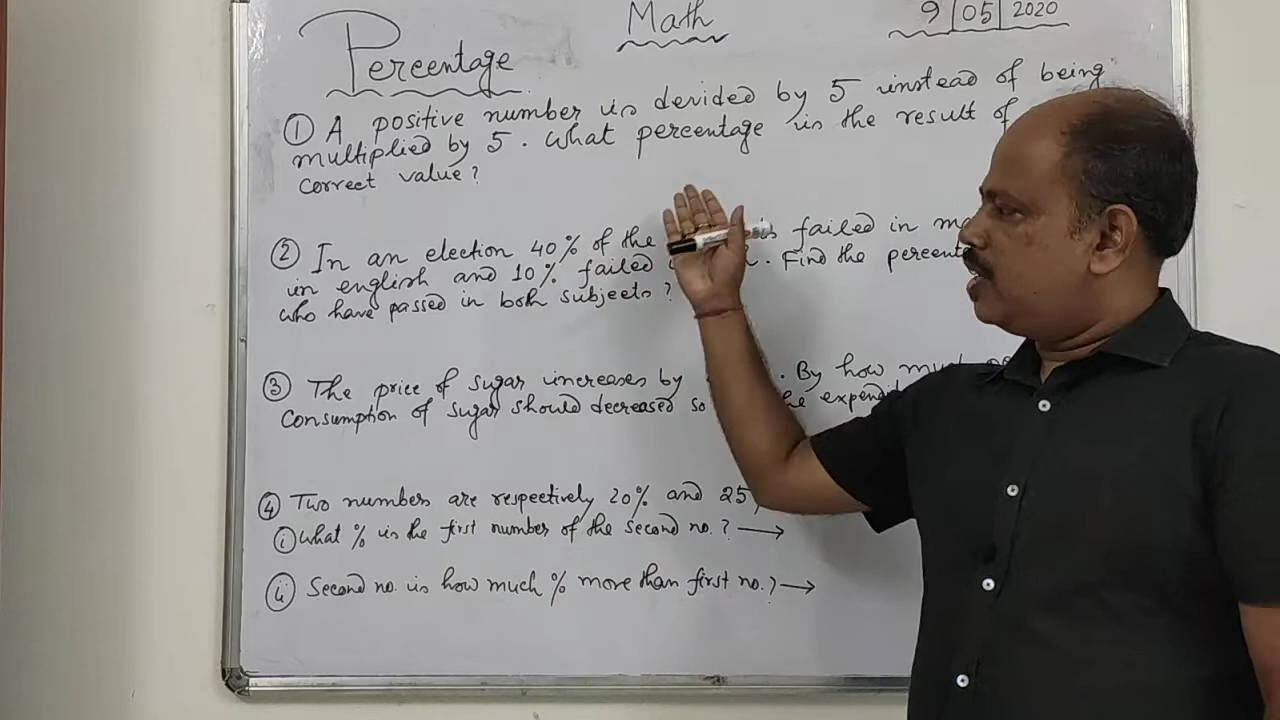 Math
9 | 05 | 2020
Percentage
① A positive number is devided by 5 instead of being
multiplied by 5. What percentage is the result of
correct value?
② In an election 40% of the is failed in
in english and 10% failed . Find the
who have passed in both subjects?
③ The price of sugar increases by . By how much
Consumption of sugar should decreased so
④ Two numbers are respectively 20% and 25
ⓘ What % is the first number of the second no.? →
ⓘⓘ Second no. is how much % more than first no.? →